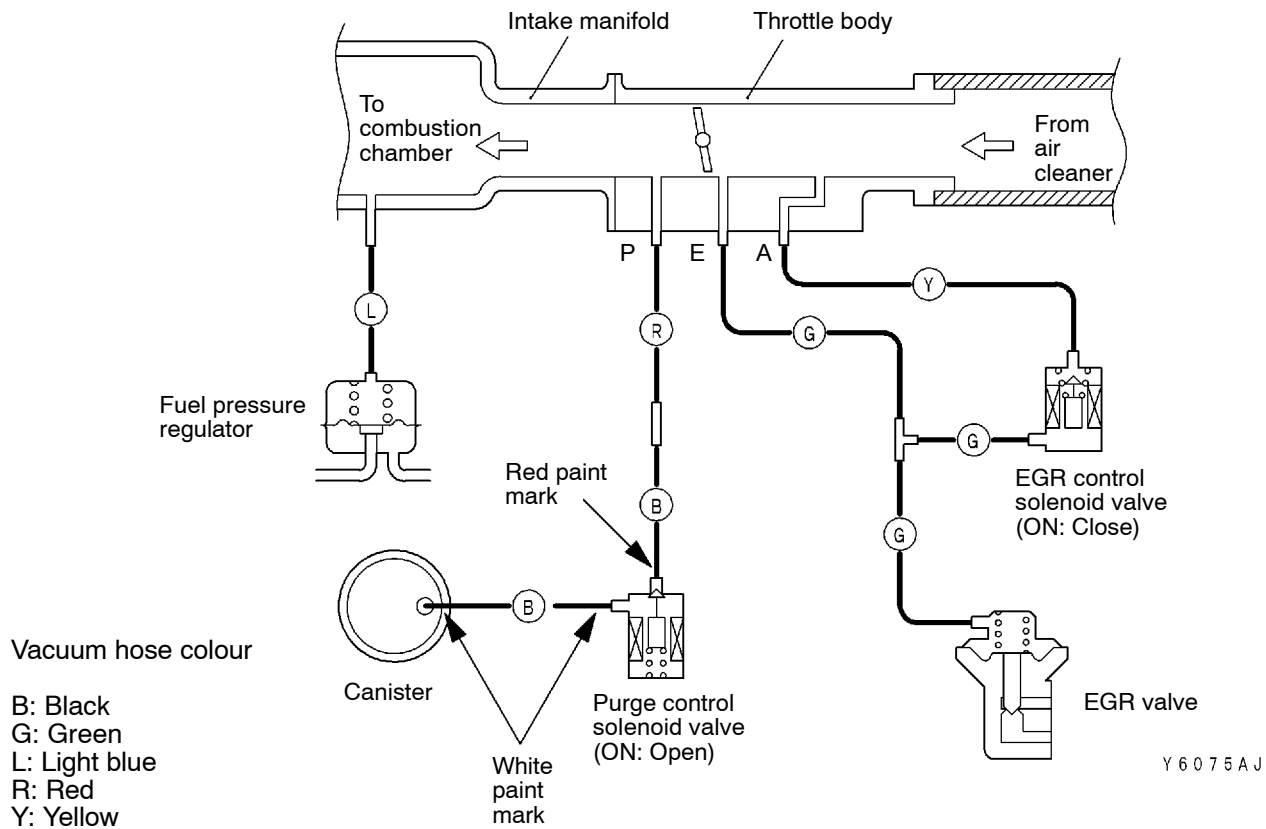 Intake manifold
Throttle body
To
combustion
chamber
From
air
cleaner
P
E
A
L
R
Y
G
Fuel pressure
regulator
G
EGR control
solenoid valve
(ON: Close)
Red paint
mark
B
G
B
Canister
Purge control
solenoid valve
(ON: Open)
White
paint
mark
EGR valve
Vacuum hose colour
B: Black
G: Green
L: Light blue
R: Red
Y: Yellow
Y6075AJ